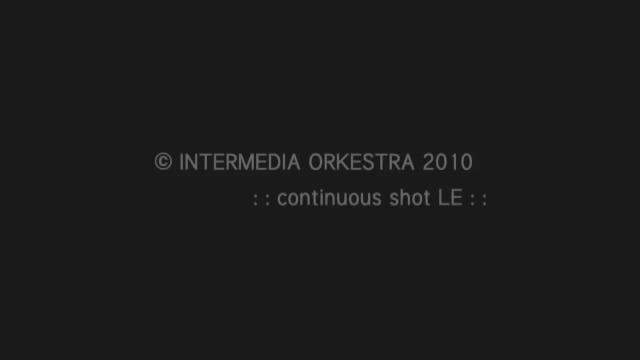 © INTERMEDIA ORKESTRA 2010
: : continuous shot LE : :